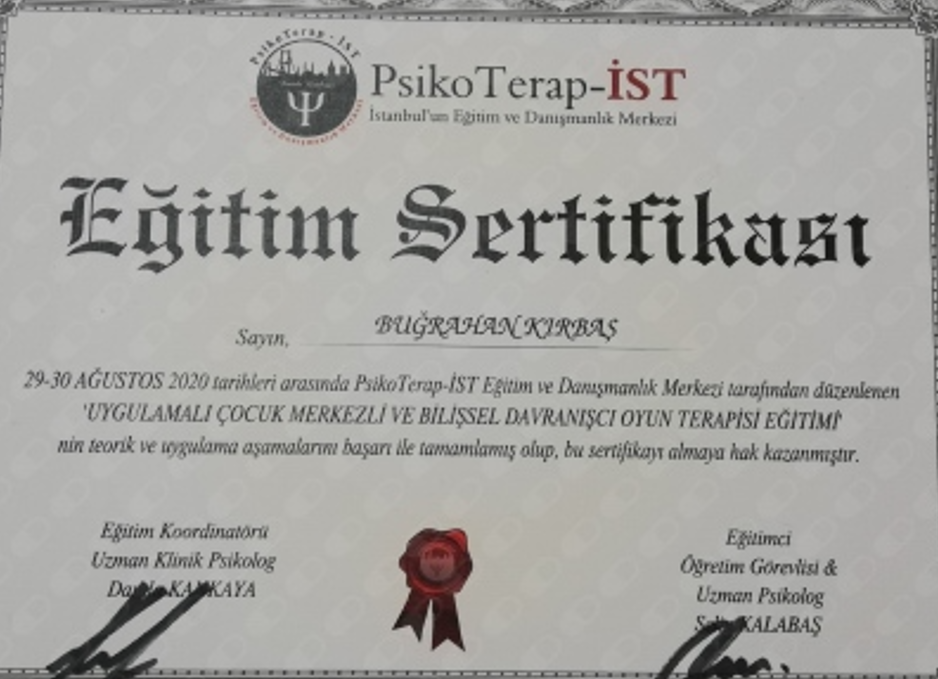 PsikoTerap-İST
PsikoTerap-İST
İstanbul'un Eğitim ve Danışmanlık Merkezi
Eğitim Sertifikası
Sayın, BUĞRAHAN KIRBAŞ
29-30 AĞUSTOS 2020 tarihleri arasında PsikoTerap-İST Eğitim ve Danışmanlık Merkezi tarafından düzenlenen
'UYGULAMALI ÇOCUK MERKEZLİ VE BİLİŞSEL DAVRANIŞCI OYUN TERAPİSİ EĞİTİMİ'
nin teorik ve uygulama aşamalarını başarı ile tamamlamış olup, bu sertifikayı almaya hak kazanmıştır.
Eğitim Koordinatörü
Uzman Klinik Psikolog
Eğitimci
Öğretim Görevlisi &
Uzman Psikolog
KALABAŞ